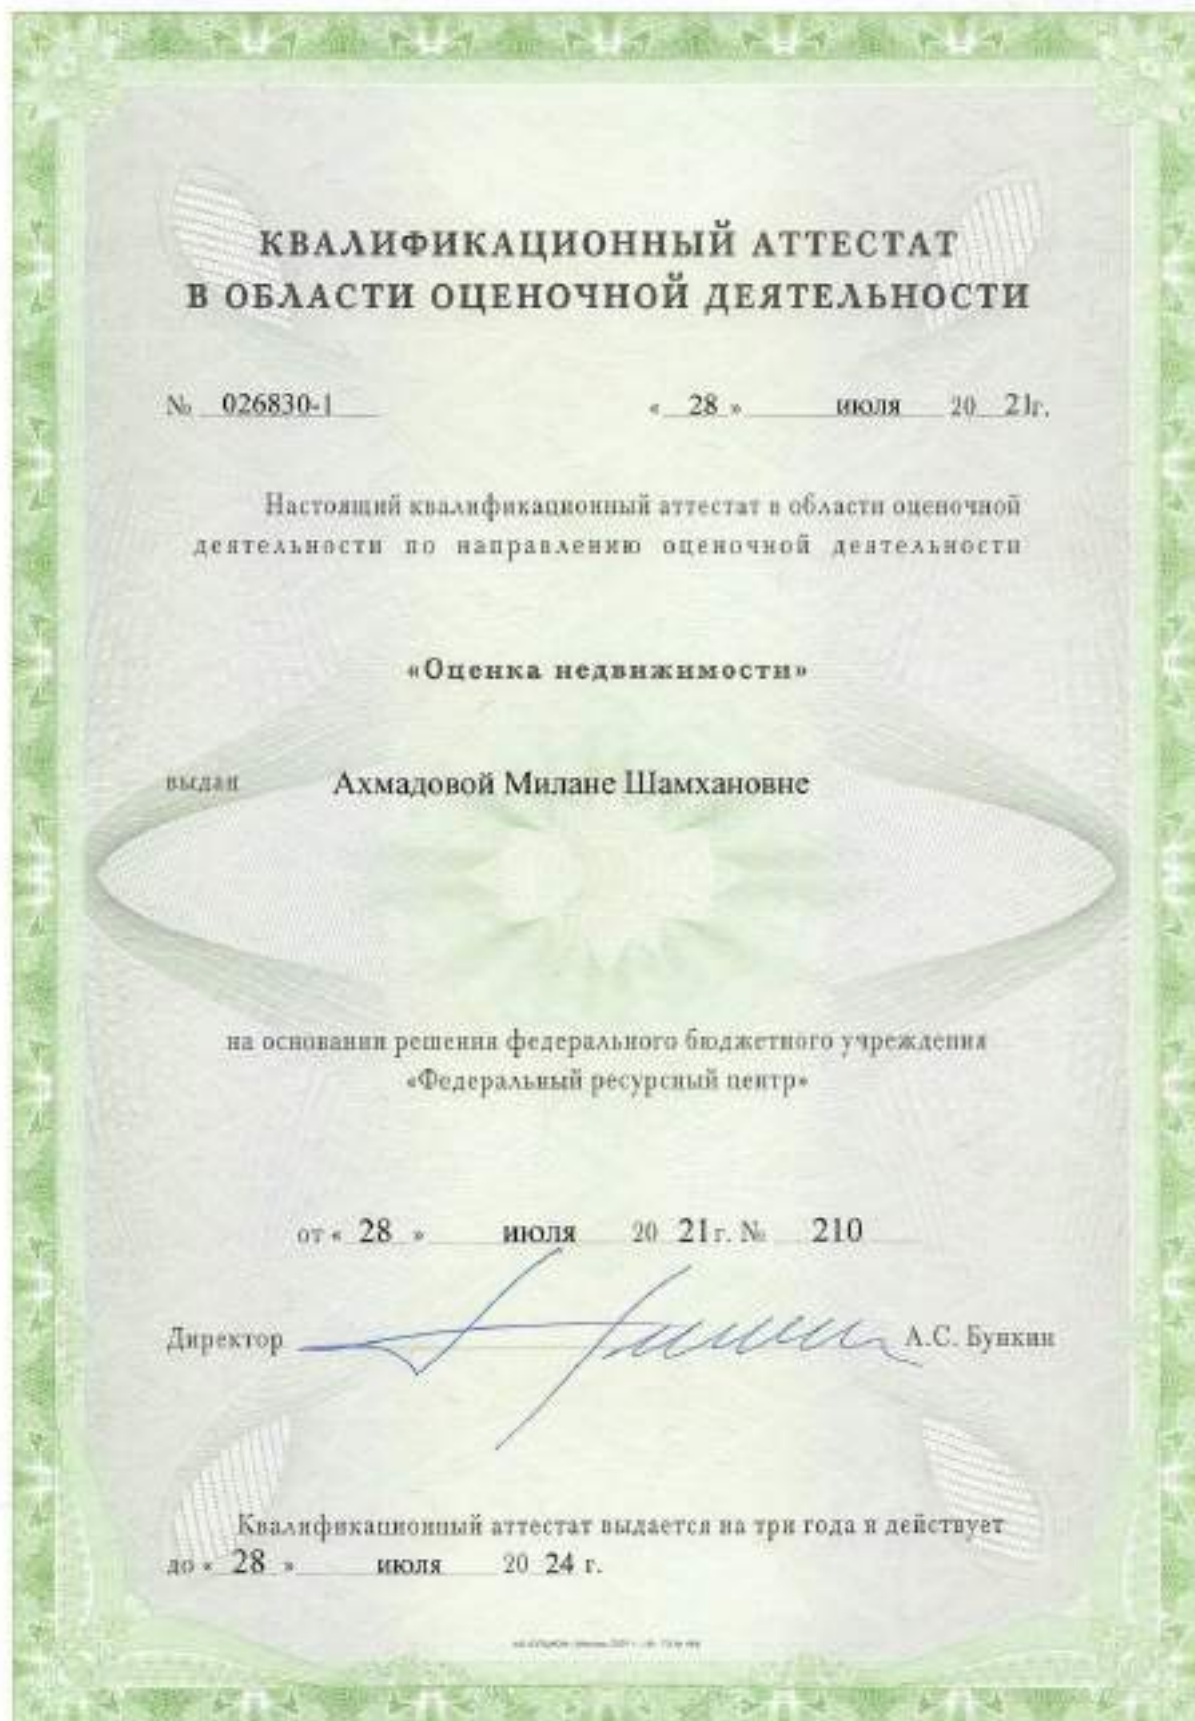 КВАЛИФИКАЦИОННЫЙ АТТЕСТАТ
В ОБЛАСТИ ОЦЕНОЧНОЙ ДЕЯТЕЛЬНОСТИ
№ 026830-1 « 28 » июля 20 21г.
Настоящий квалификационный аттестат в области оценочной
деятельности по направлению оценочной деятельности
«Оценка недвижимости»
выдан Ахмадовой Милане Шамхановне
на основании решения федерального бюджетного учреждения
«Федеральный ресурсный центр»
от « 28 » июля 20 21 г. № 210
Директор А.С. Бункин
Квалификационный аттестат выдается на три года и действует
до « 28 » июля 20 24 г.